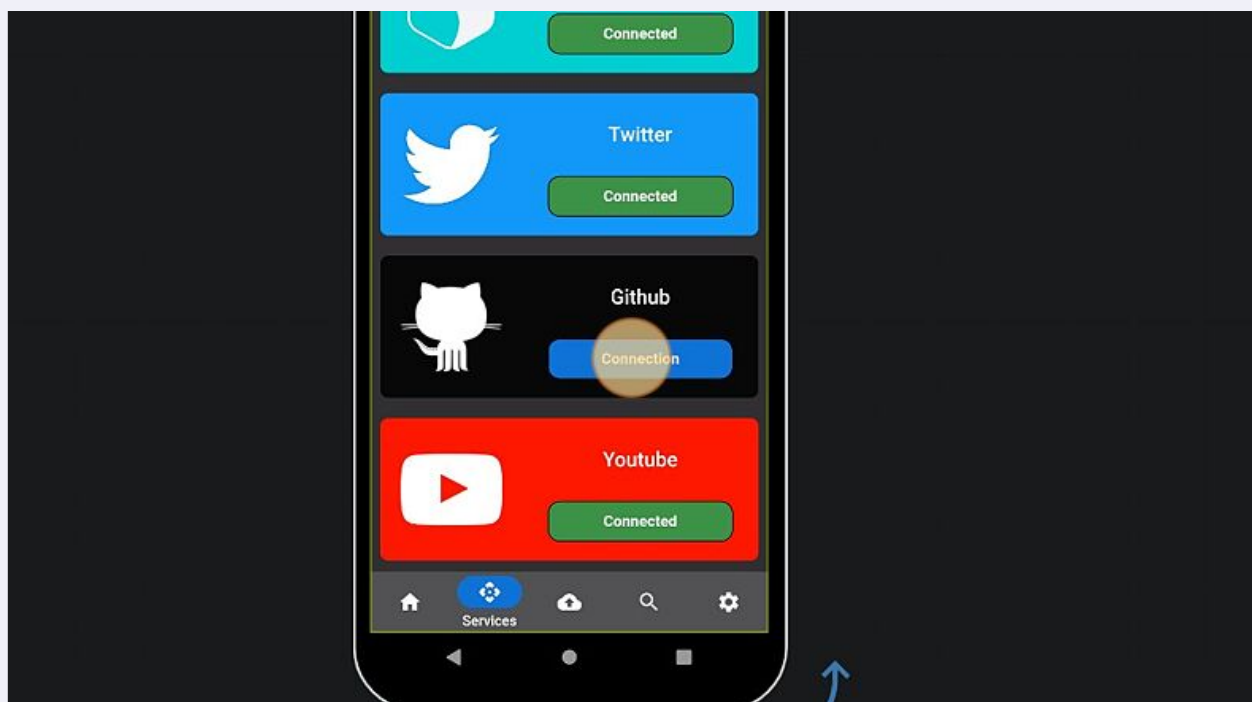 Connected
Twitter
Connected
Github
Connection
Youtube
Connected
Services